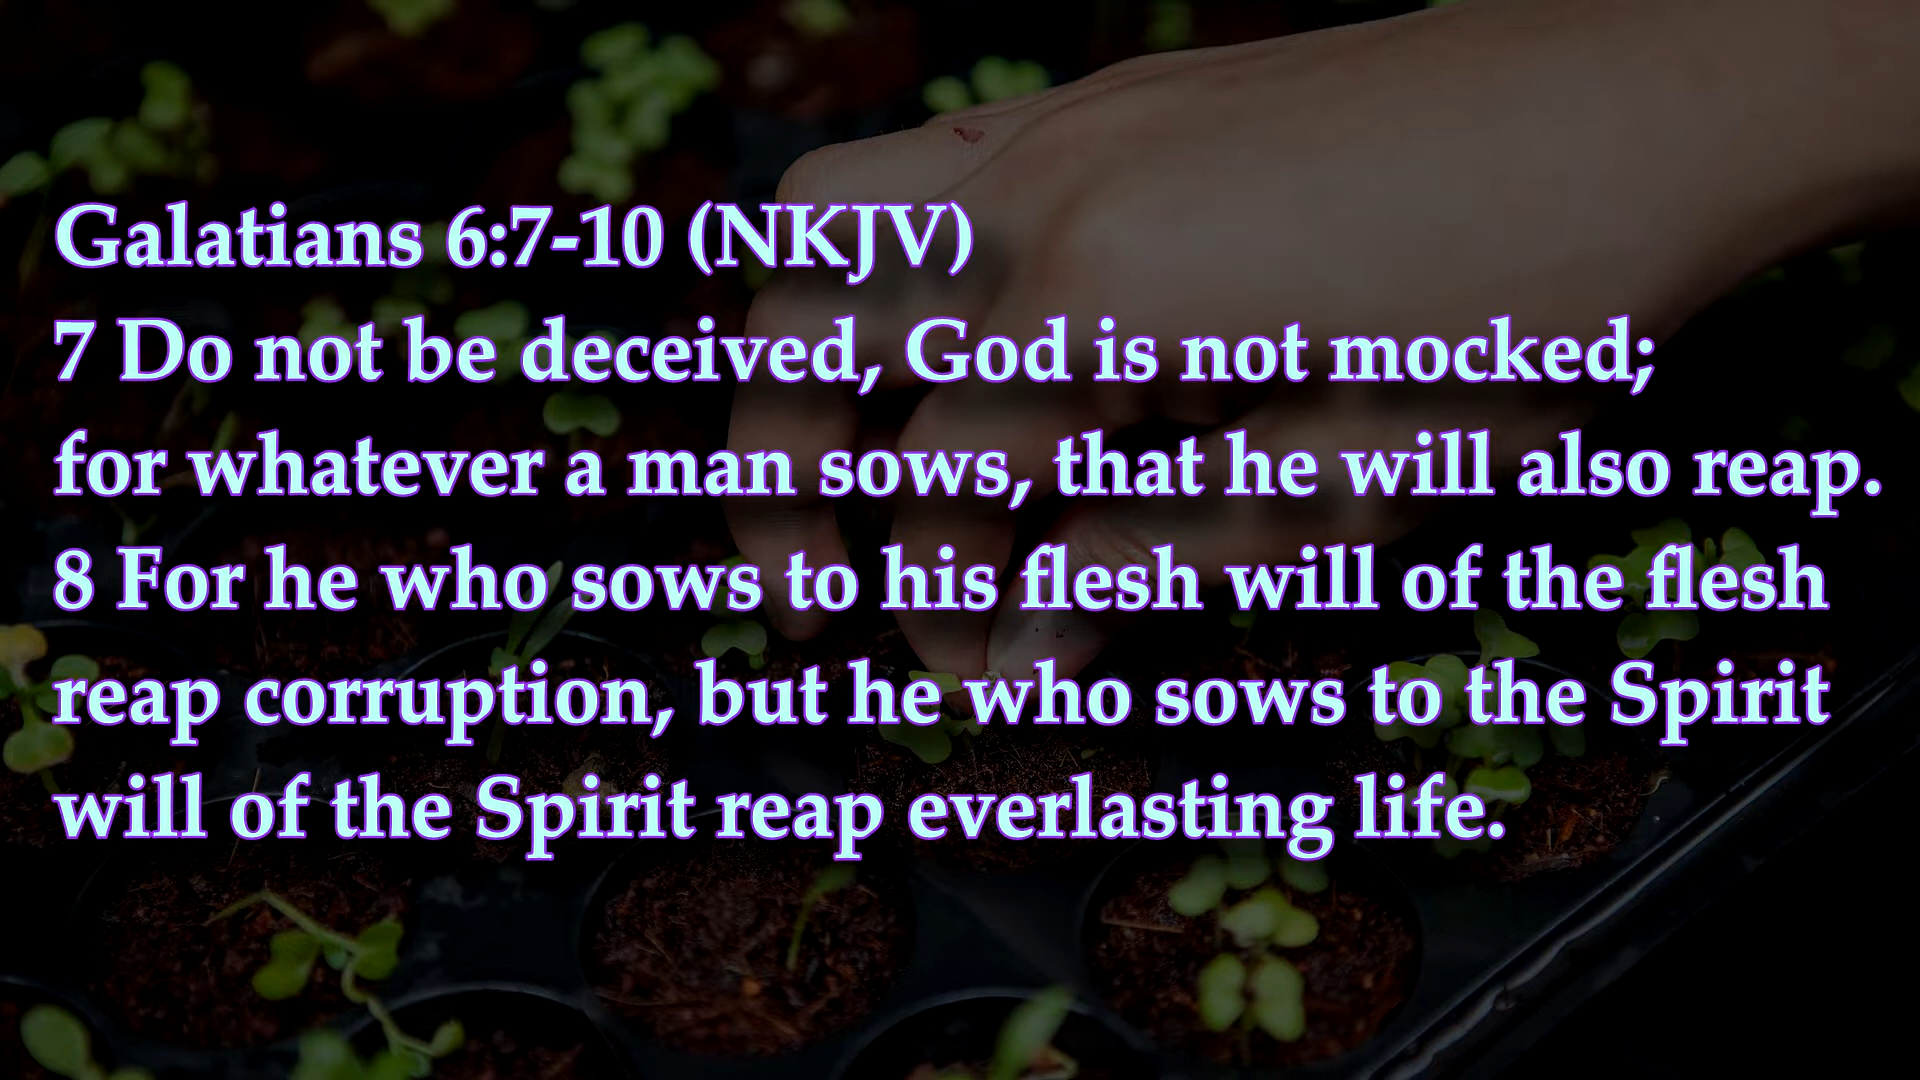 Galatians 6:7-10 (NKJV)
7 Do not be deceived, God is not mocked;
for whatever a man sows, that he will also reap.
8 For he who sows to his flesh will of the flesh
reap corruption, but he who sows to the Spirit
will of the Spirit reap everlasting life.